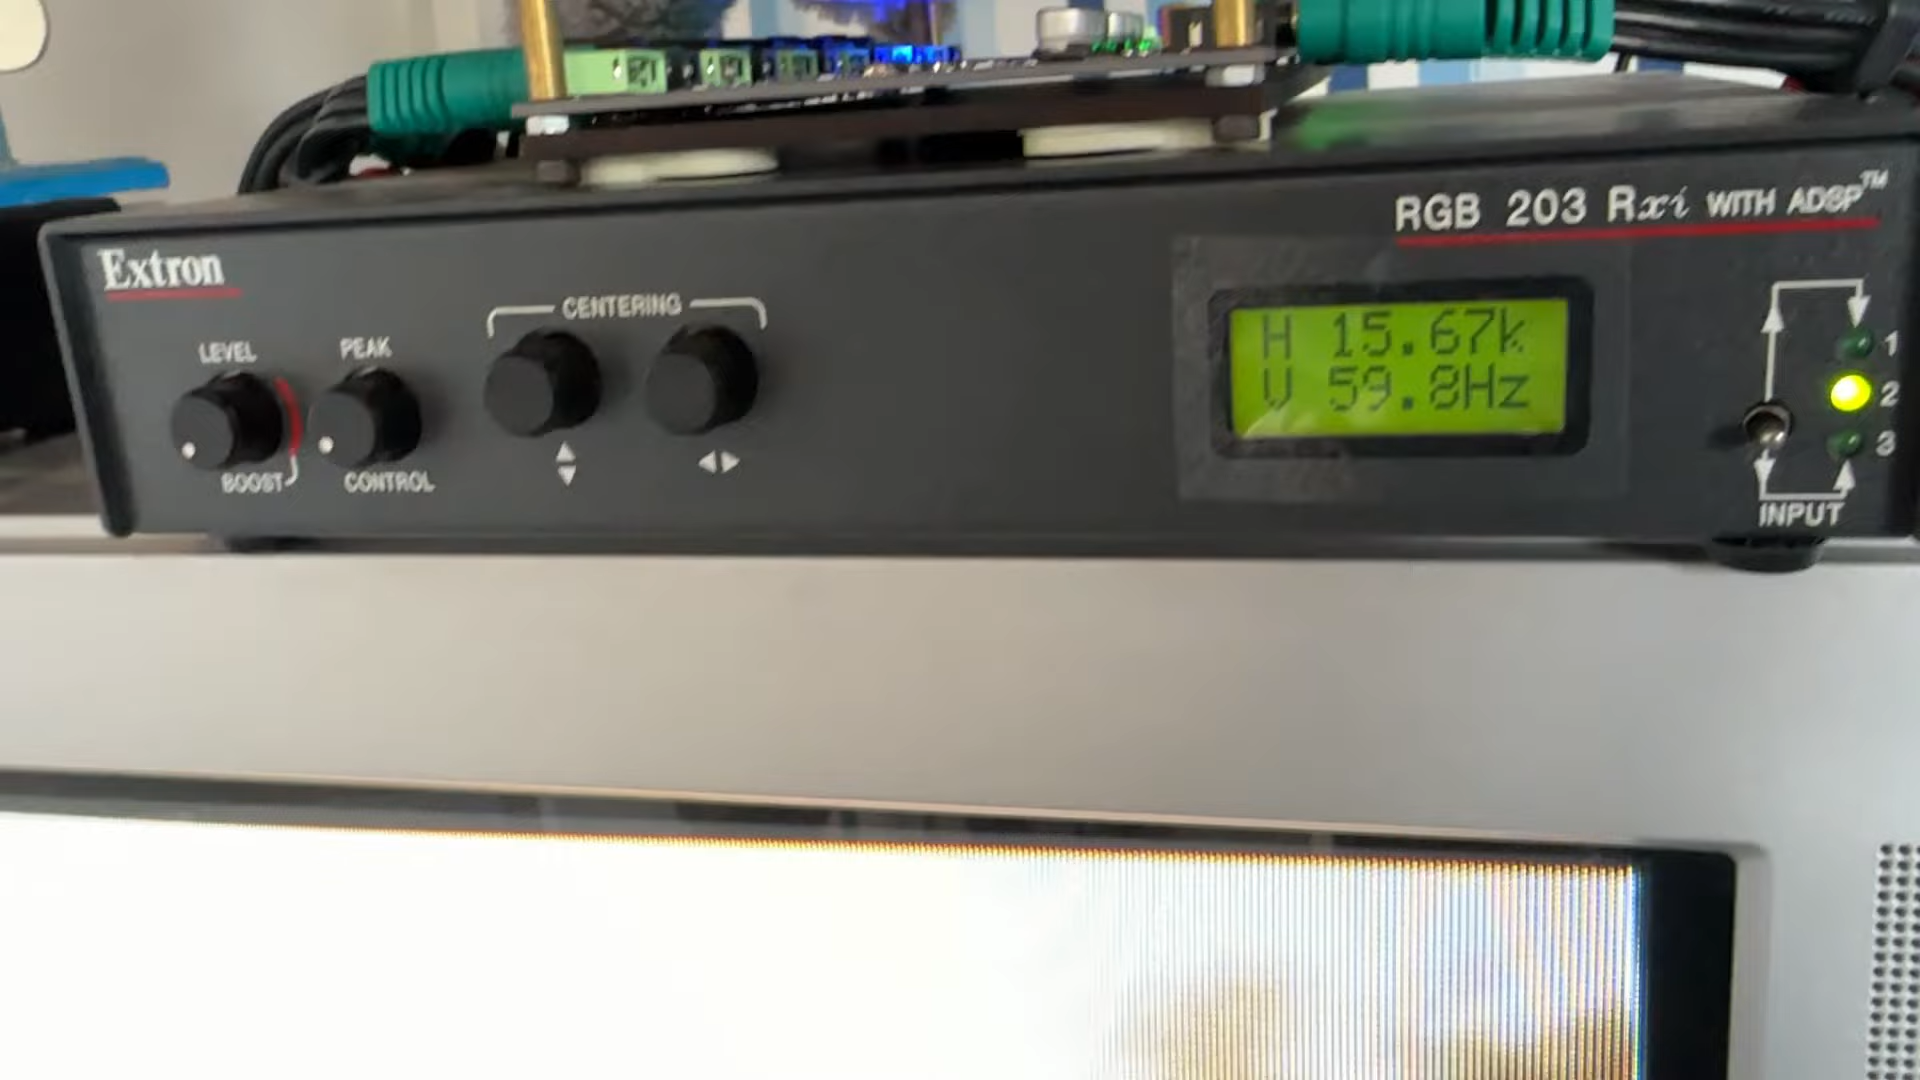 RGB 203 Rxi WITH ADSP™
Extron
CENTERING
LEVEL
PEAK
BOOST
CONTROL
H 15.67k
V 59.8Hz
1
2
3
INPUT